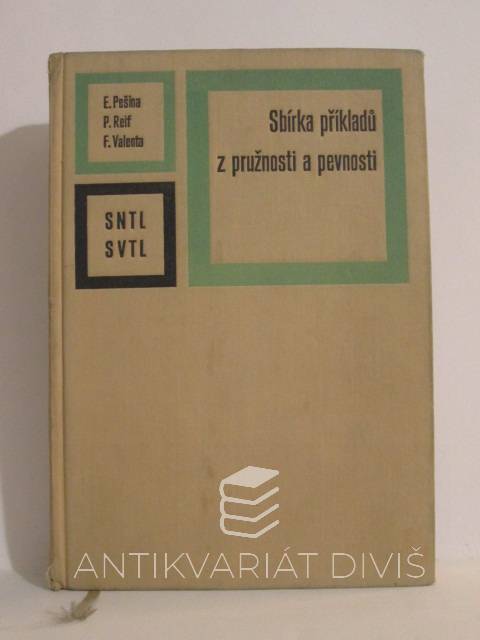 E. Pešina
P. Reif
F. Valenta
Sbírka příkladů
z pružnosti a pevnosti
SNTL
SVTL
ANTIKVARIÁT DIVIŠ